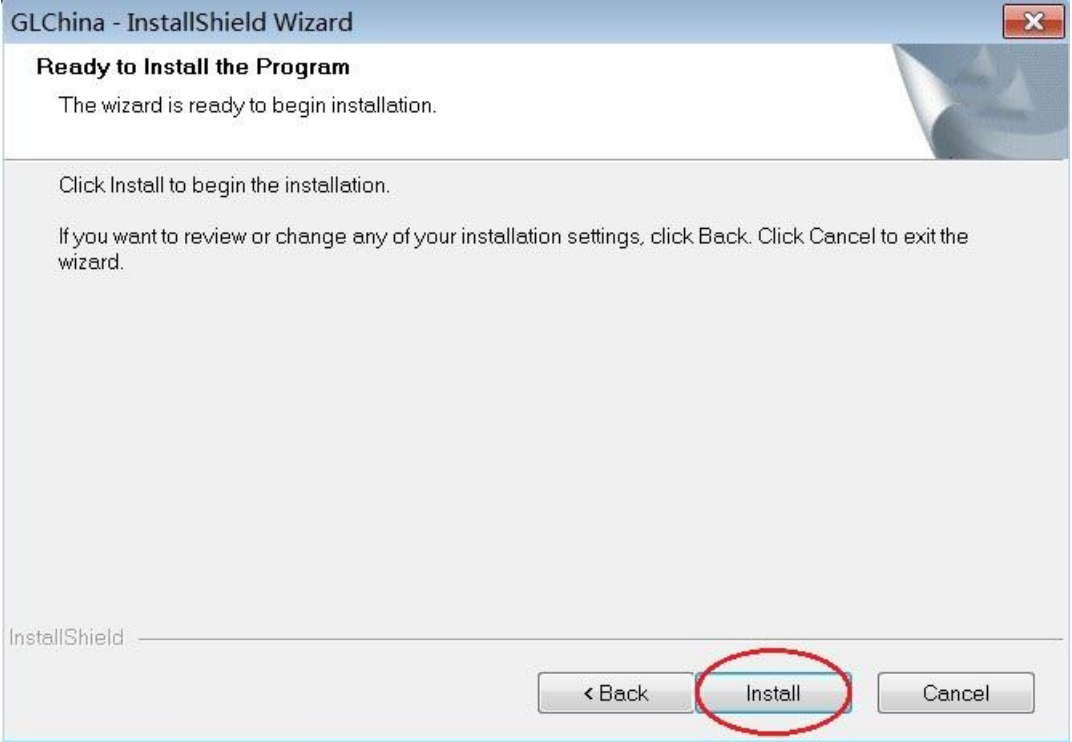 GLChina - InstallShield Wizard
Ready to Install the Program
The wizard is ready to begin installation.
Click Install to begin the installation.
If you want to review or change any of your installation settings, click Back. Click Cancel to exit the
wizard.
InstallShield
< Back Install Cancel